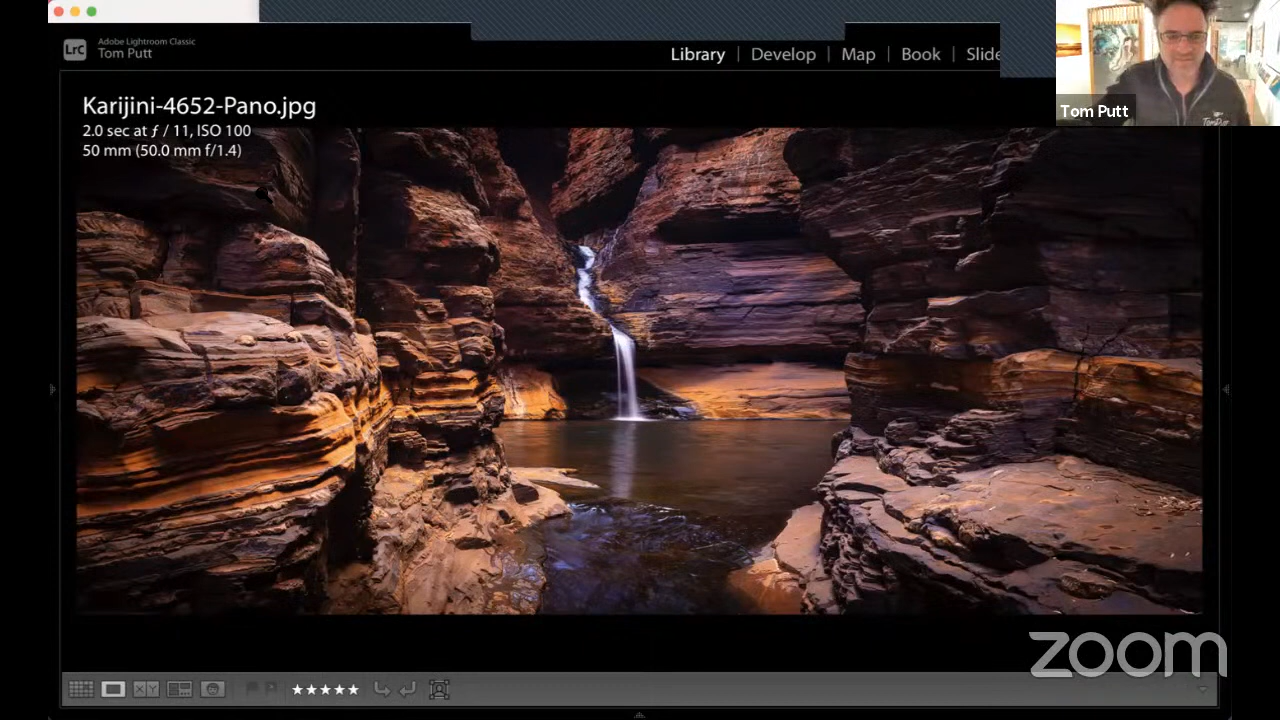 LrC
Adobe Lightroom Classic
Tom Putt
Library | Develop | Map | Book | Slide
Karijini-4652-Pano.jpg
2.0 sec at ƒ / 11, ISO 100
50 mm (50.0 mm f/1.4)
Tom Putt
TomPutt
X Y
zoom